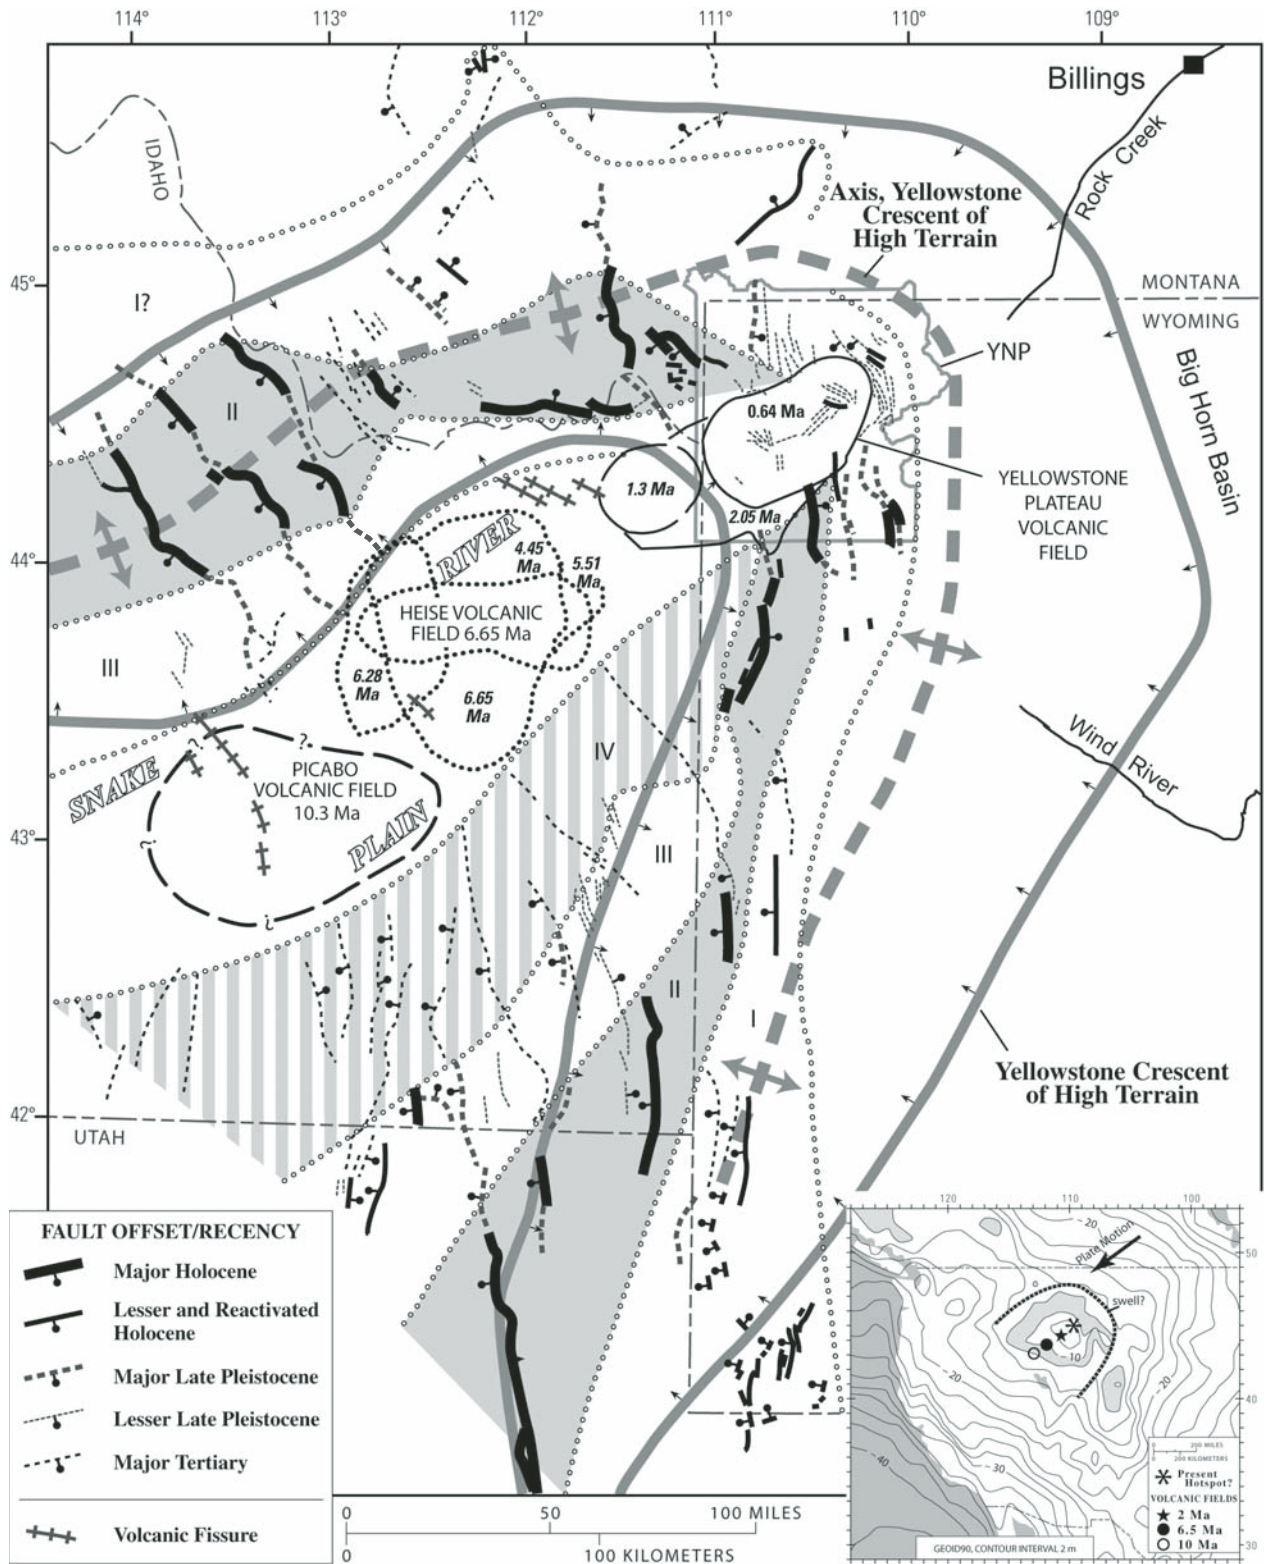 114° 113° 112° 111° 110° 109°
Billings
Rock Creek
IDAHO
Axis, Yellowstone
Crescent of
High Terrain
45°
I?
MONTANA
WYOMING
YNP
Big Horn Basin
II
0.64 Ma
1.3 Ma
2.05 Ma
YELLOWSTONE
PLATEAU
VOLCANIC
FIELD
44°
RIVER
4.45
Ma
5.51
Ma
HEISE VOLCANIC
FIELD 6.65 Ma
III
6.28
Ma
6.65
Ma
IV
Wind River
?
?
SNAKE
PICABO
VOLCANIC FIELD
10.3 Ma
PLAIN
43°
?
?
III
II
I
Yellowstone Crescent
of High Terrain
42°
UTAH
FAULT OFFSET/RECENCY
Major Holocene
Lesser and Reactivated
Holocene
Major Late Pleistocene
Lesser Late Pleistocene
Major Tertiary
Volcanic Fissure
0 50 100 MILES
0 100 KILOMETERS
120 110 100
-20
50
Plate Motion
swell?
-10
-20
-20
40
-40
-30
30
0 200 MILES
0 200 KILOMETERS
Present
Hotspot?
VOLCANIC FIELDS
2 Ma
6.5 Ma
10 Ma
GEOID90, CONTOUR INTERVAL 2 m